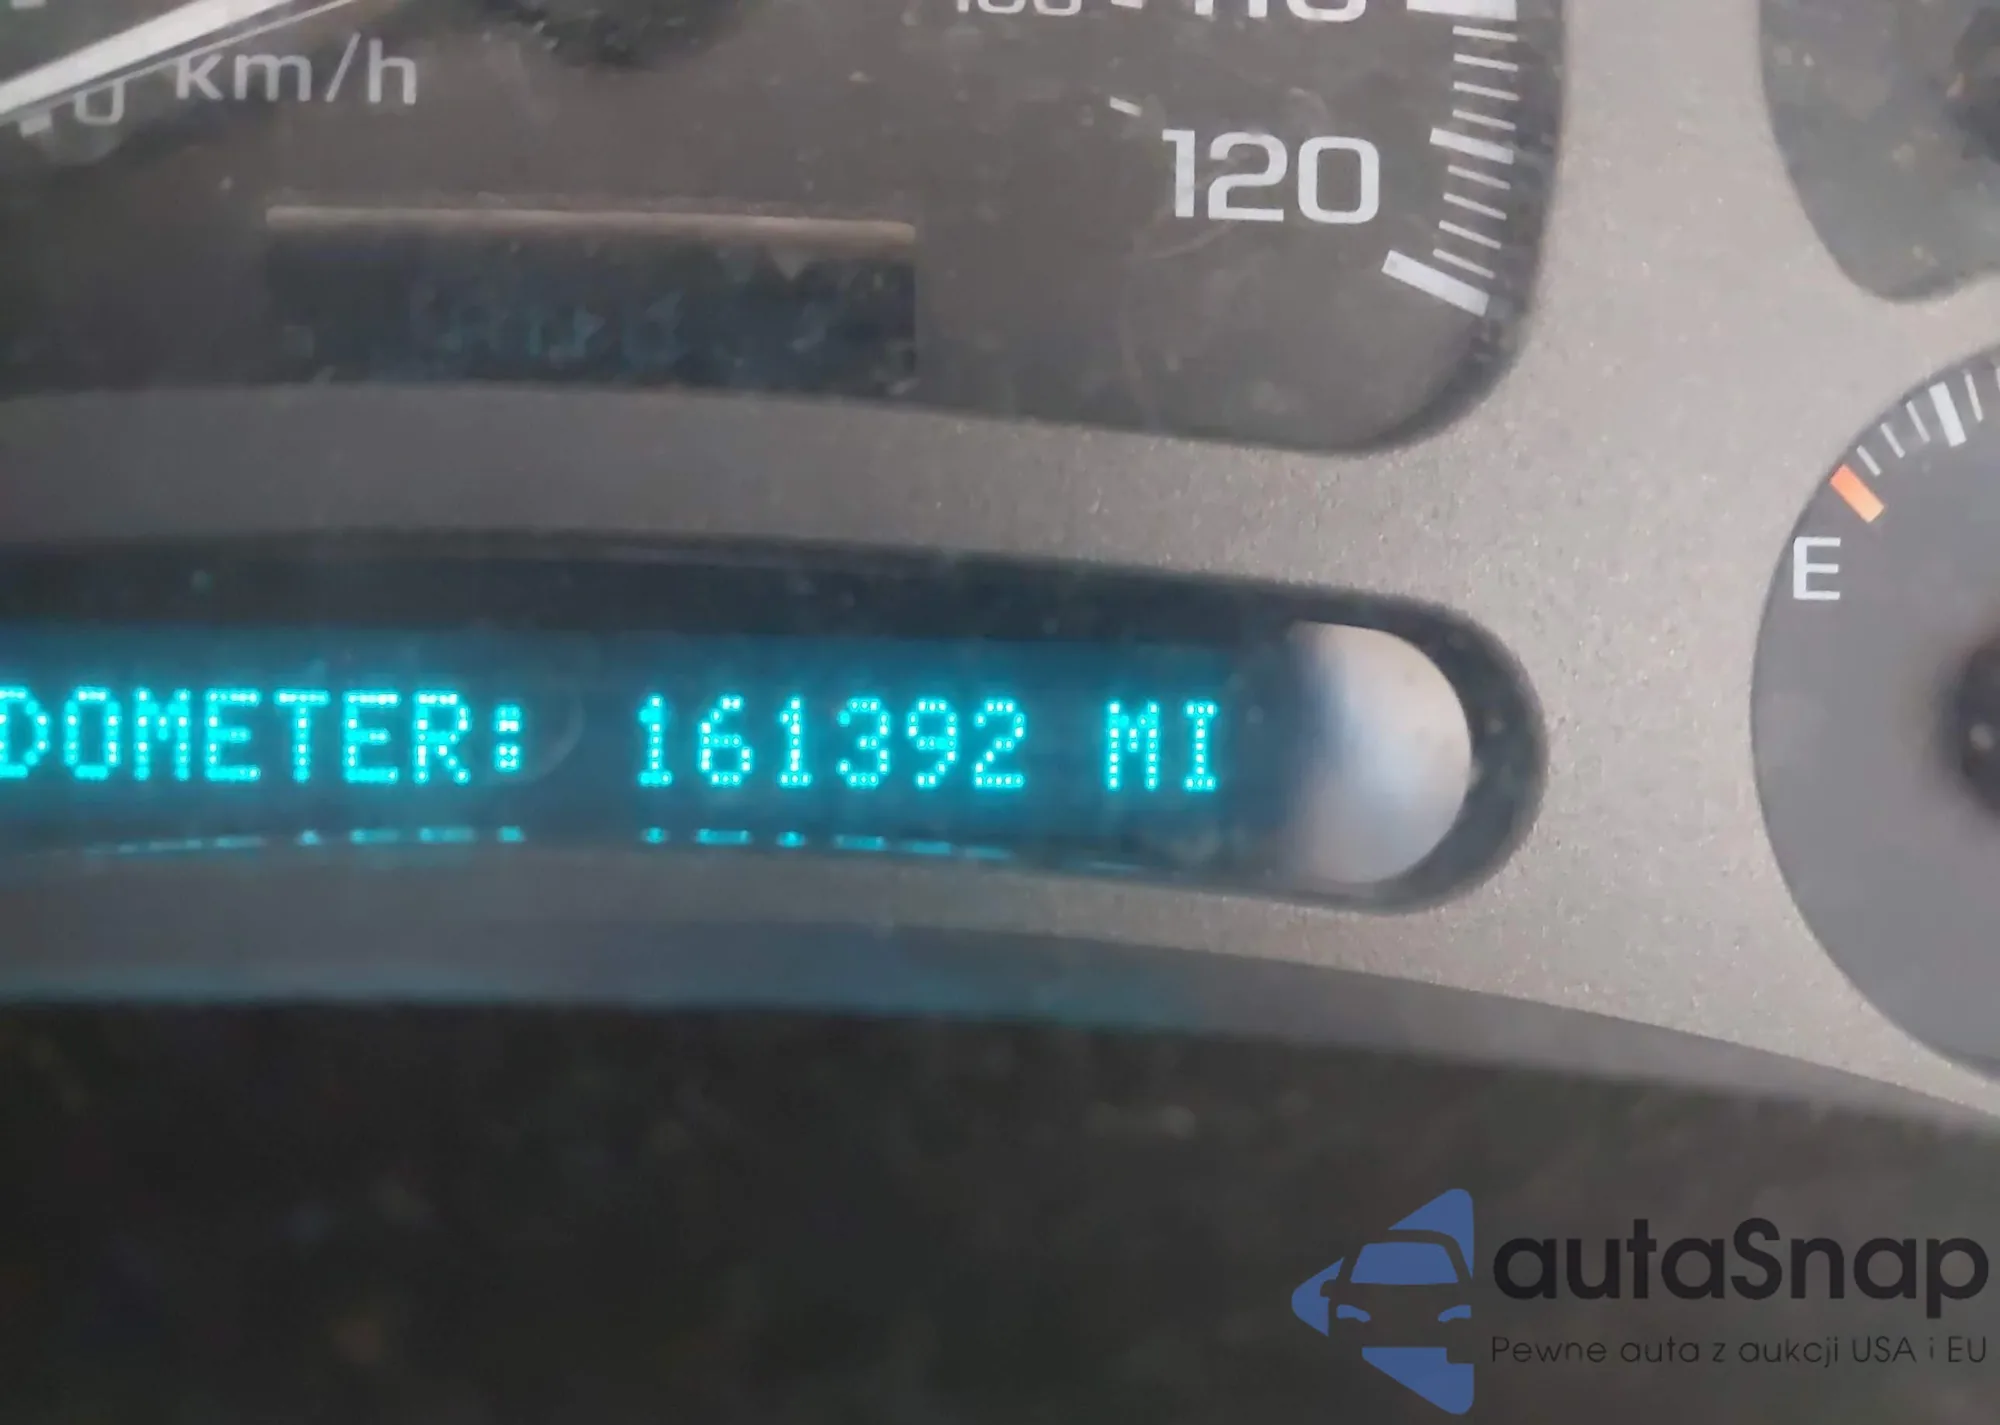 km/h
120
E
DOMETER: 161392 MI
autaSnap
Pewne auta z aukcji USA i EU